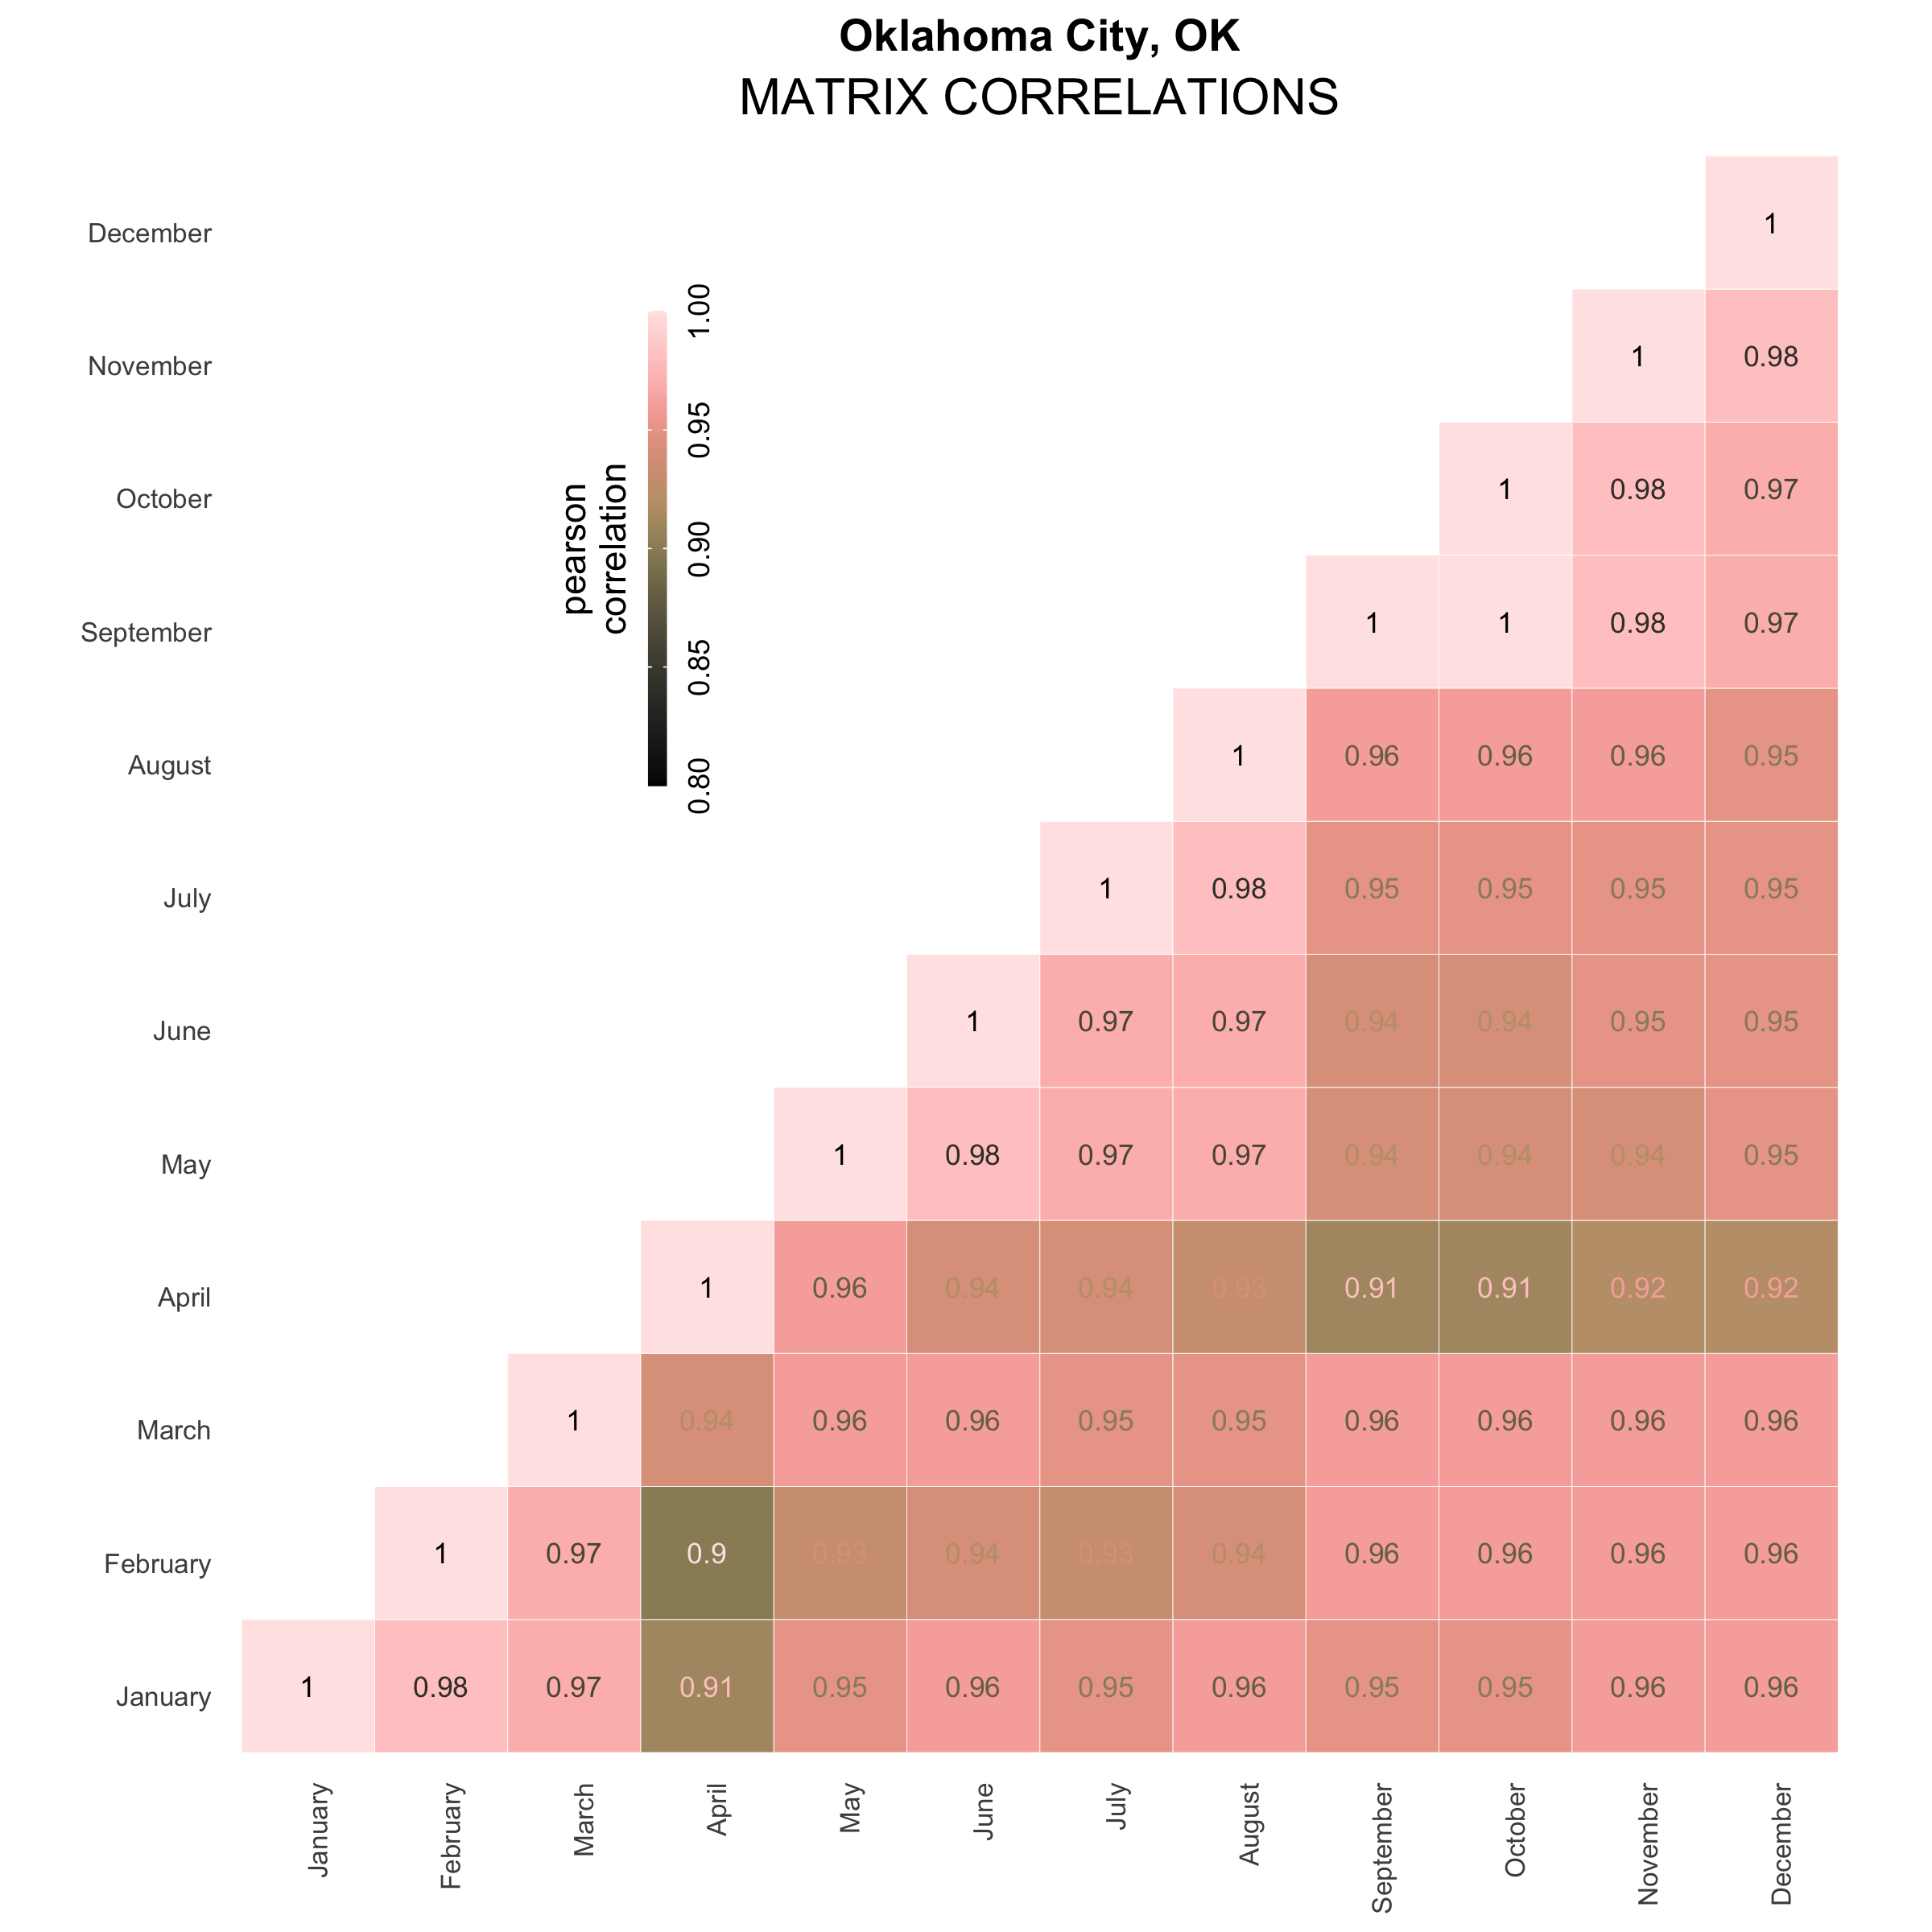 Oklahoma City, OK
MATRIX CORRELATIONS
December 1
November 1 0.98
October 1 0.98 0.97
September 1 1 0.98 0.97
August 1 0.96 0.96 0.96 0.95
July 1 0.98 0.95 0.95 0.95 0.95
June 1 0.97 0.97 0.94 0.94 0.95 0.95
May 1 0.98 0.97 0.97 0.94 0.94 0.94 0.95
April 1 0.96 0.94 0.94 0.93 0.91 0.91 0.92 0.92
March 1 0.94 0.96 0.96 0.95 0.95 0.96 0.96 0.96 0.96
February 1 0.97 0.9 0.93 0.94 0.93 0.94 0.96 0.96 0.96 0.96
January 1 0.98 0.97 0.91 0.95 0.96 0.95 0.96 0.95 0.95 0.96 0.96
January February March April May June July August September October November December
pearson
correlation
0.80 0.85 0.90 0.95 1.00